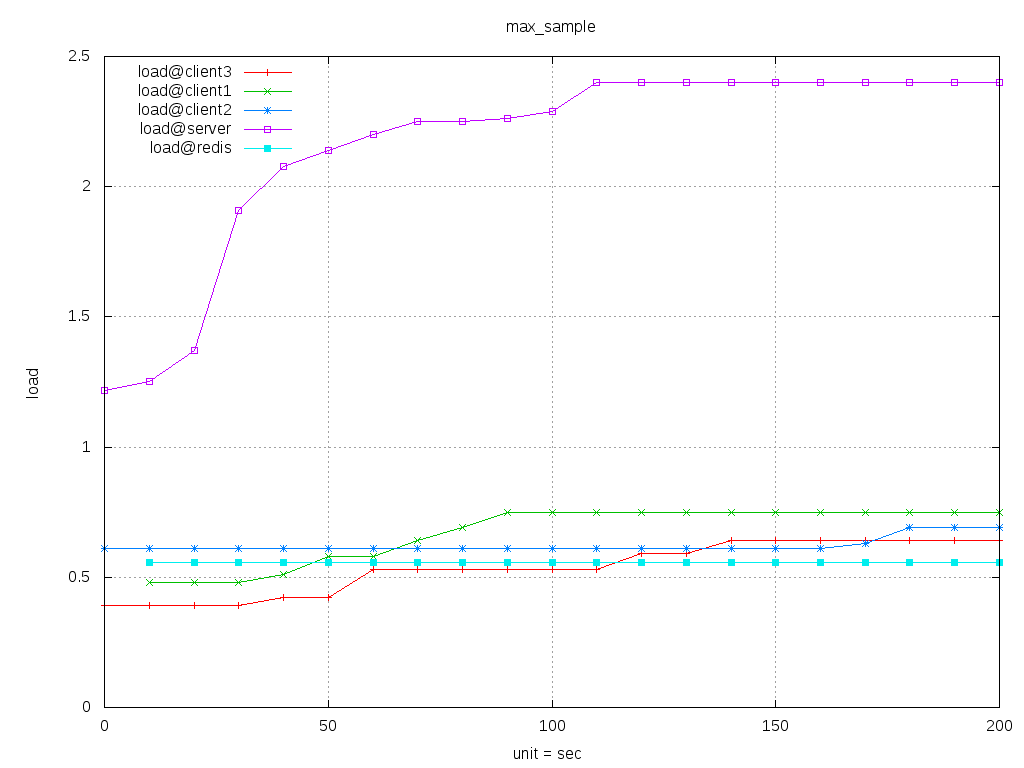 max_sample
2.5
load@client3
load@client1
load@client2
load@server
load@redis
2
1.5
load
1
0.5
0
0 50 100 150 200
unit = sec